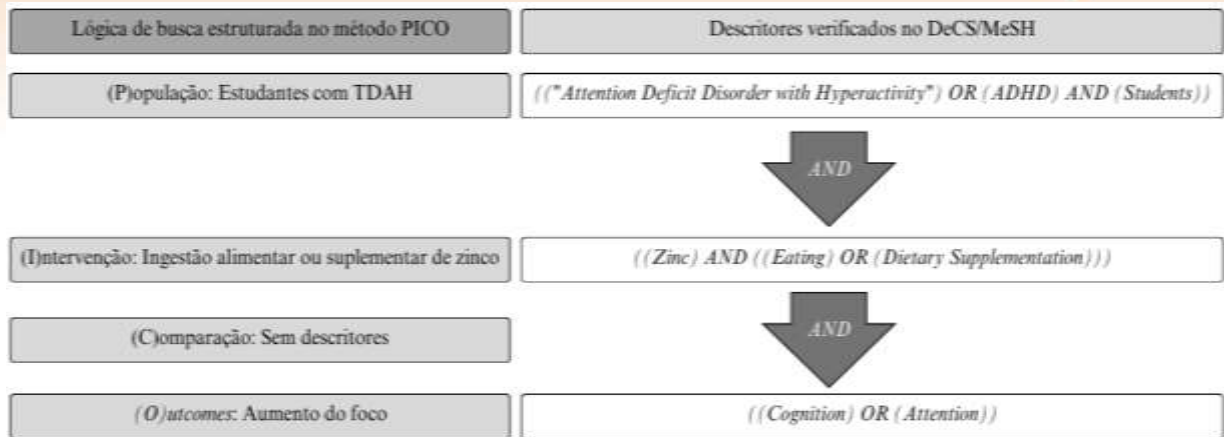 Lógica de busca estruturada no método PICO
Descritores verificados no DeCS/MeSH
(P)opulação: Estudantes com TDAH
(("Attention Deficit Disorder with Hyperactivity") OR (ADHD) AND (Students))
AND
(I)ntervenção: Ingestão alimentar ou suplementar de zinco
((Zinc) AND ((Eating) OR (Dietary Supplementation)))
(C)omparação: Sem descritores
AND
(O)utcomes: Aumento do foco
((Cognition) OR (Attention))